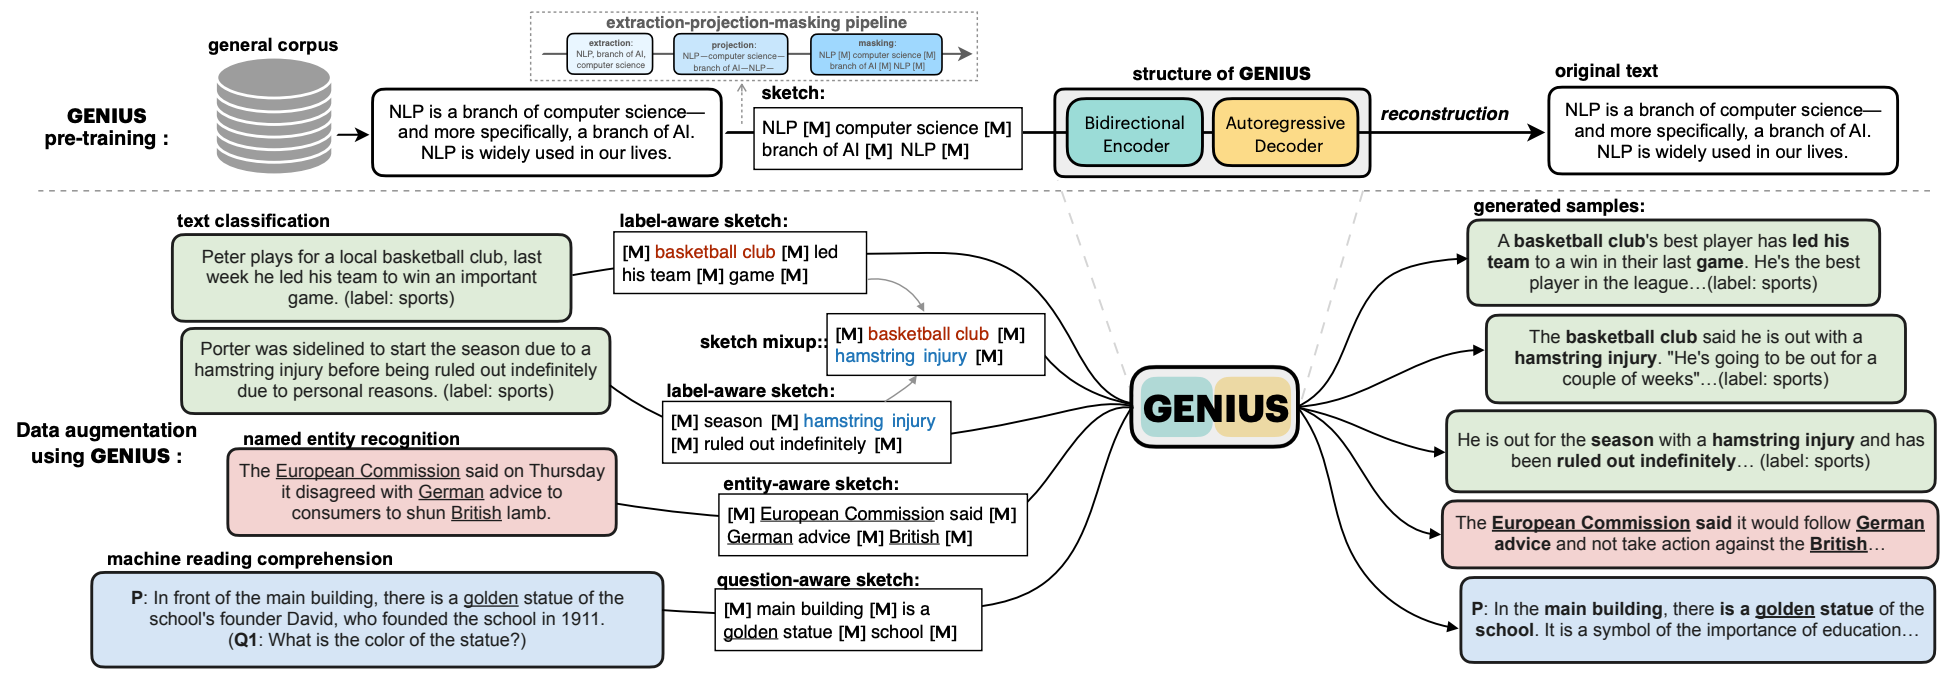 extraction-projection-masking pipeline
extraction:
NLP, branch of AI,
computer science
projection:
NLP—computer science—
branch of AI—NLP—
masking:
NLP [M] computer science [M]
branch of AI [M] NLP [M]
GENIUS
pre-training :
general corpus
NLP is a branch of computer science—
and more specifically, a branch of AI.
NLP is widely used in our lives.
sketch:
NLP [M] computer science [M]
branch of AI [M] NLP [M]
structure of GENIUS
Bidirectional
Encoder
Autoregressive
Decoder
reconstruction
original text
NLP is a branch of computer science—
and more specifically, a branch of AI.
NLP is widely used in our lives.
Data augmentation
using GENIUS :
text classification
Peter plays for a local basketball club, last
week he led his team to win an important
game. (label: sports)
Porter was sidelined to start the season due to a
hamstring injury before being ruled out indefinitely
due to personal reasons. (label: sports)
named entity recognition
The European Commission said on Thursday
it disagreed with German advice to
consumers to shun British lamb.
machine reading comprehension
P: In front of the main building, there is a golden statue of the
school's founder David, who founded the school in 1911.
(Q1: What is the color of the statue?)
label-aware sketch:
[M] basketball club [M] led
his team [M] game [M]
sketch mixup::
[M] basketball club [M]
hamstring injury [M]
label-aware sketch:
[M] season [M] hamstring injury
[M] ruled out indefinitely [M]
entity-aware sketch:
[M] European Commission said [M]
German advice [M] British [M]
question-aware sketch:
[M] main building [M] is a
golden statue [M] school [M]
GENIUS
generated samples:
A basketball club's best player has led his
team to a win in their last game. He's the best
player in the league...(label: sports)
The basketball club said he is out with a
hamstring injury. "He's going to be out for a
couple of weeks"...(label: sports)
He is out for the season with a hamstring injury and has
been ruled out indefinitely... (label: sports)
The European Commission said it would follow German
advice and not take action against the British...
P: In the main building, there is a golden statue of the
school. It is a symbol of the importance of education...